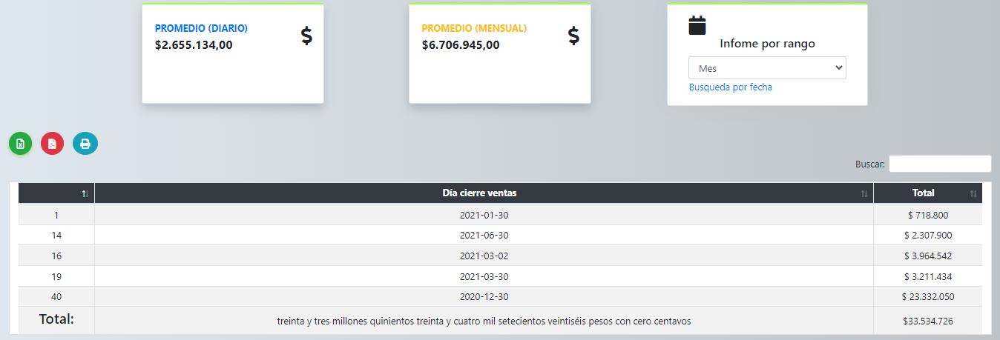 PROMEDIO (DIARIO)
$2.655.134,00
PROMEDIO (MENSUAL)
$6.706.945,00
Infome por rango
Mes
Busqueda por fecha
Buscar:
Día cierre ventas Total
1 2021-01-30 $ 718.800
14 2021-06-30 $ 2.307.900
16 2021-03-02 $ 3.964.542
19 2021-03-30 $ 3.211.434
40 2020-12-30 $ 23.332.050
Total: treinta y tres millones quinientos treinta y cuatro mil setecientos veintiséis pesos con cero centavos $33.534.726